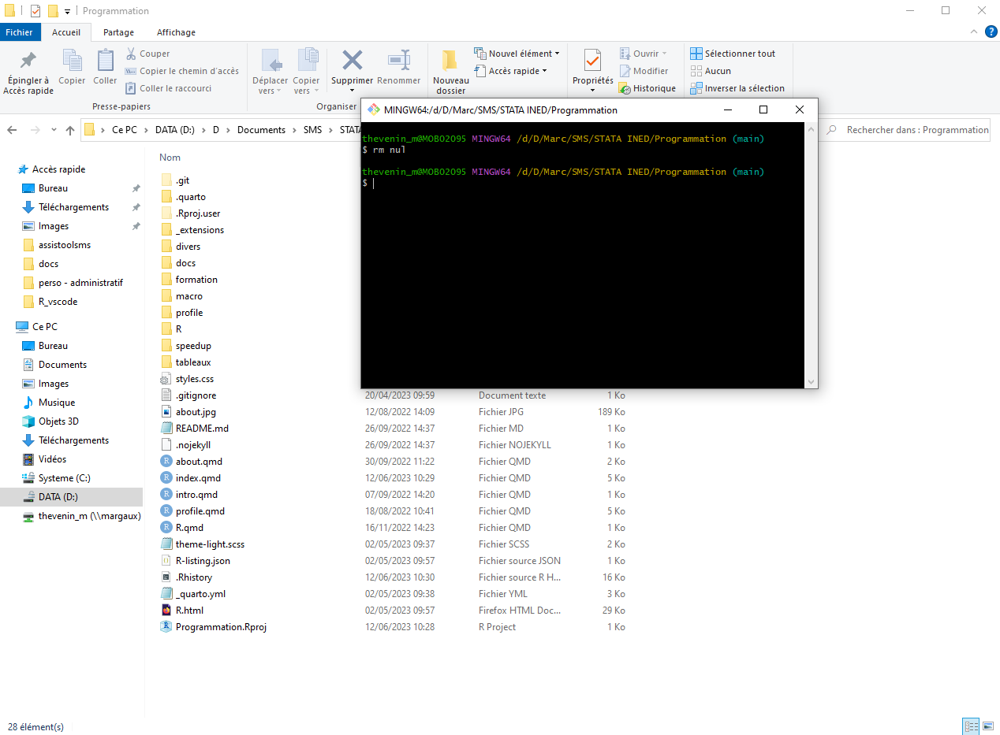 Programmation
Fichier Accueil Partage Affichage
Épingler à Accès rapide
Copier
Coller
Couper
Copier le chemin d'accès
Coller le raccourci
Presse-papiers
Déplacer vers
Copier vers
Supprimer
Renommer
Organiser
Nouveau dossier
Nouvel élément
Accès rapide
Propriétés
Ouvrir
Modifier
Historique
Sélectionner tout
Aucun
Inverser la sélection
Ce PC > DATA (D:) > D > Documents > SMS > STATA
Rechercher dans : Programmation
MINGW64:/d/D/Marc/SMS/STATA INED/Programmation
thevenin_m@MOBO2095 MINGW64 /d/D/Marc/SMS/STATA INED/Programmation (main)
$ rm nul
thevenin_m@MOBO2095 MINGW64 /d/D/Marc/SMS/STATA INED/Programmation (main)
$
Accès rapide
Bureau
Téléchargements
Images
assistoolsms
docs
perso - administratif
R_vscode
Ce PC
Bureau
Documents
Images
Musique
Objets 3D
Téléchargements
Vidéos
Systeme (C:)
DATA (D:)
thevenin_m (\\margaux)
Nom
.git
.quarto
.Rproj.user
_extensions
divers
docs
formation
macro
profile
R
speedup
tableaux
styles.css
.gitignore 20/04/2023 09:59 Document texte 1 Ko
about.jpg 12/08/2022 14:09 Fichier JPG 189 Ko
README.md 26/09/2022 14:37 Fichier MD 1 Ko
.nojekyll 26/09/2022 14:37 Fichier NOJEKYLL 1 Ko
about.qmd 30/09/2022 11:22 Fichier QMD 2 Ko
index.qmd 12/06/2023 10:29 Fichier QMD 5 Ko
intro.qmd 07/09/2022 14:20 Fichier QMD 1 Ko
profile.qmd 18/08/2022 10:41 Fichier QMD 5 Ko
R.qmd 16/11/2022 14:23 Fichier QMD 1 Ko
theme-light.scss 02/05/2023 09:37 Fichier SCSS 2 Ko
R-listing.json 02/05/2023 09:57 Fichier source JSON 1 Ko
.Rhistory 12/06/2023 10:30 Fichier source R H... 16 Ko
_quarto.yml 02/05/2023 09:38 Fichier YML 3 Ko
R.html 02/05/2023 09:57 Firefox HTML Doc... 29 Ko
Programmation.Rproj 12/06/2023 10:28 R Project 1 Ko
28 élément(s)